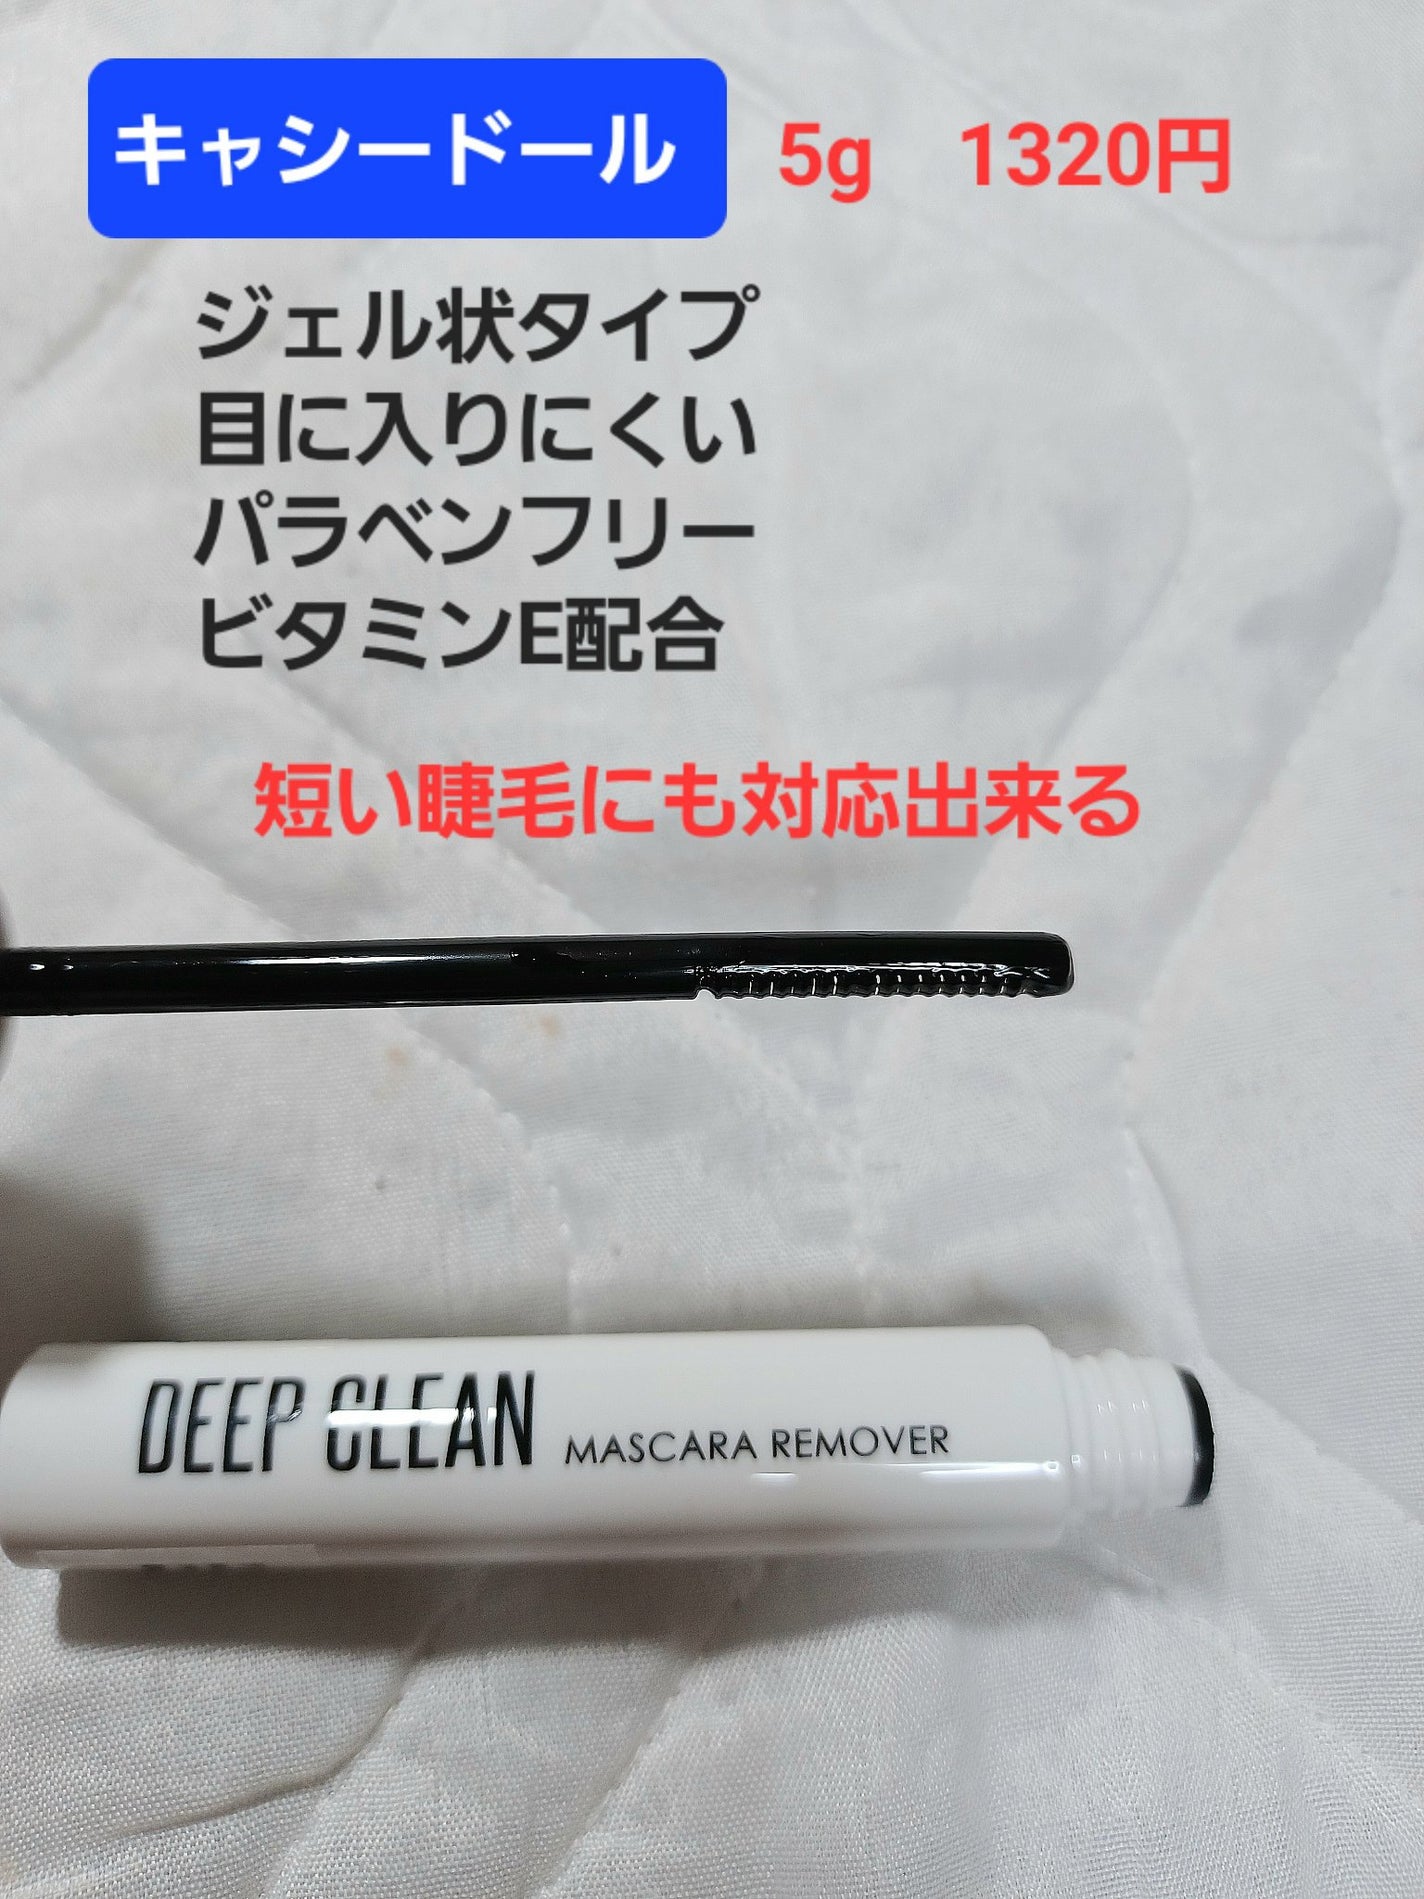 キャシードール 5g 1320円
ジェル状タイプ
目に入りにくい
パラベンフリー
ビタミンE配合
短い睫毛にも対応出来る
DEEP CLEAN MASCARA REMOVER